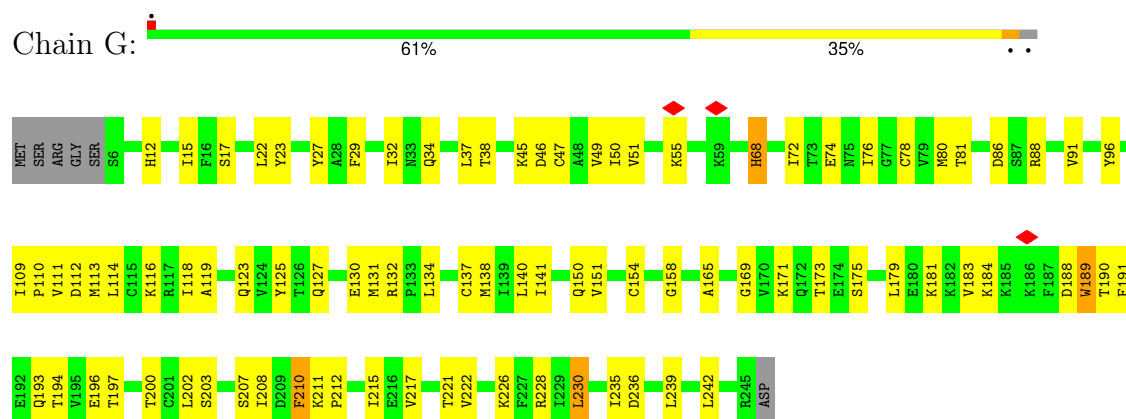 Chain G:
61% 35% • •
MET SER ARG GLY SER S6 H12 I15 F16 S17 L22 Y23 Y27 A28 F29 I32 N33 Q34 L37 T38 K45 D46 C47 A48 V49 I50 V51 K55 K59 H68 I72 T73 E74 N75 I76 G77 C78 V79 M80 T81 D86 S87 R88 V91 Y96
I109 P110 V111 D112 M113 L114 C115 K116 R117 I118 A119 Q123 V124 Y125 T126 Q127 E130 M131 R132 P133 L134 C137 M138 I139 L140 I141 Q150 V151 C154 G158 A165 G169 V170 K171 Q172 T173 E174 S175 L179 E180 K181 K182 V183 K184 K185 K186 F187 D188 W189 T190 F191
E192 Q193 T194 V195 E196 T197 T200 C201 L202 S203 S207 I208 D209 F210 K211 P212 I215 E216 V217 T221 V222 K226 F227 R228 I229 L230 I235 D236 L239 L242 R245 ASP